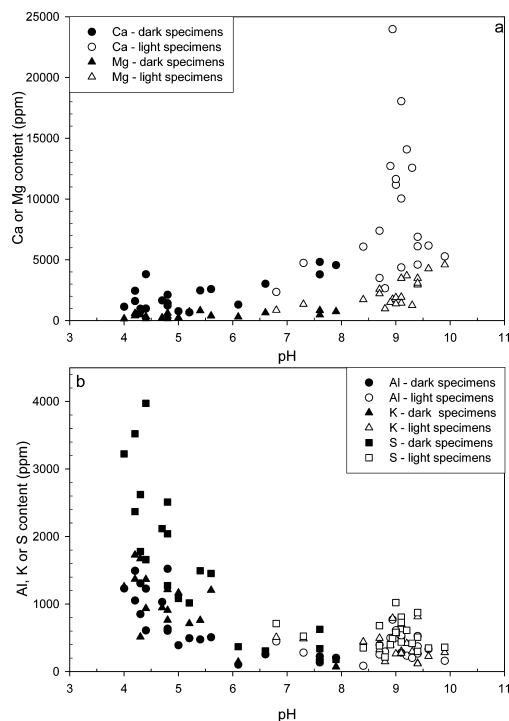 a
Ca - dark specimens
Ca - light specimens
Mg - dark specimens
Mg - light specimens
25000
20000
15000
10000
5000
0
Ca or Mg content (ppm)
3 4 5 6 7 8 9 10 11
pH
b
Al - dark specimens
Al - light specimens
K - dark specimens
K - light specimens
S - dark specimens
S - light specimens
4000
3000
2000
1000
0
Al, K or S content (ppm)
3 4 5 6 7 8 9 10 11
pH